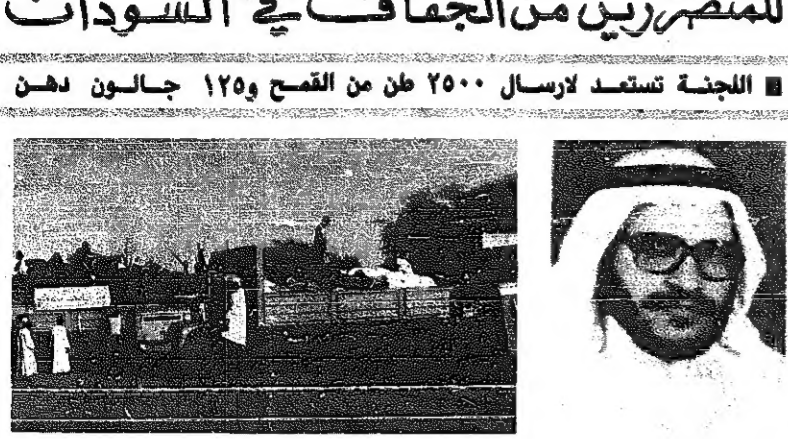 للمتضررين من الجفاف في السودان
اللجنة تستعد لارسال ٢٥٠٠ طن من القمح و١٢٥ جالون دهن